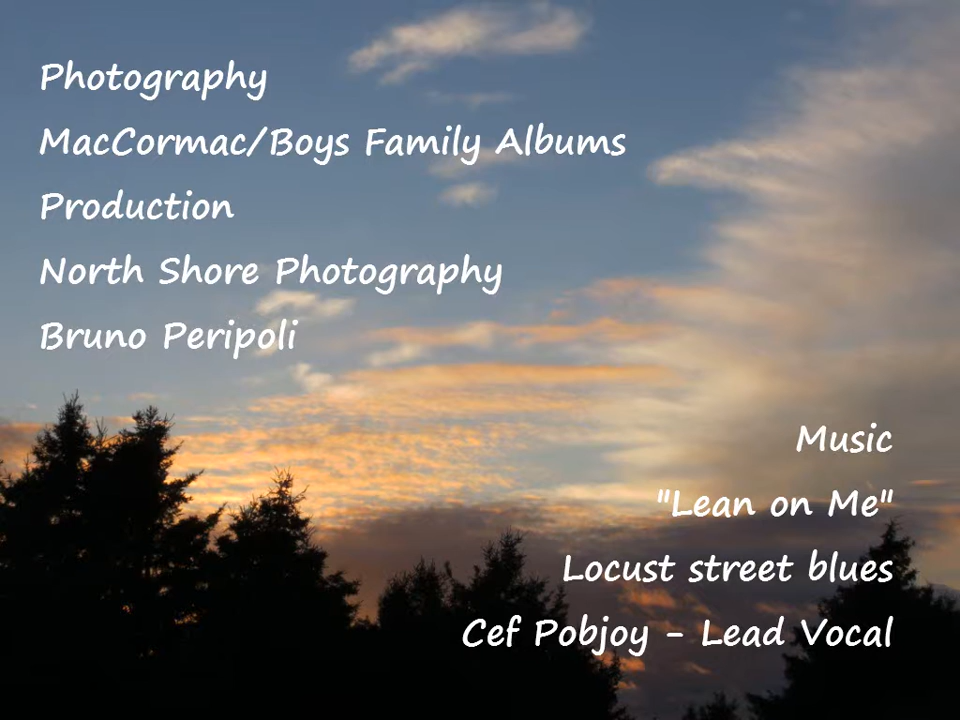 Photography
MacCormac/Boys Family Albums
Production
North Shore Photography
Bruno Peripoli
Music
"Lean on Me"
Locust street blues
Cef Pobjoy - Lead Vocal